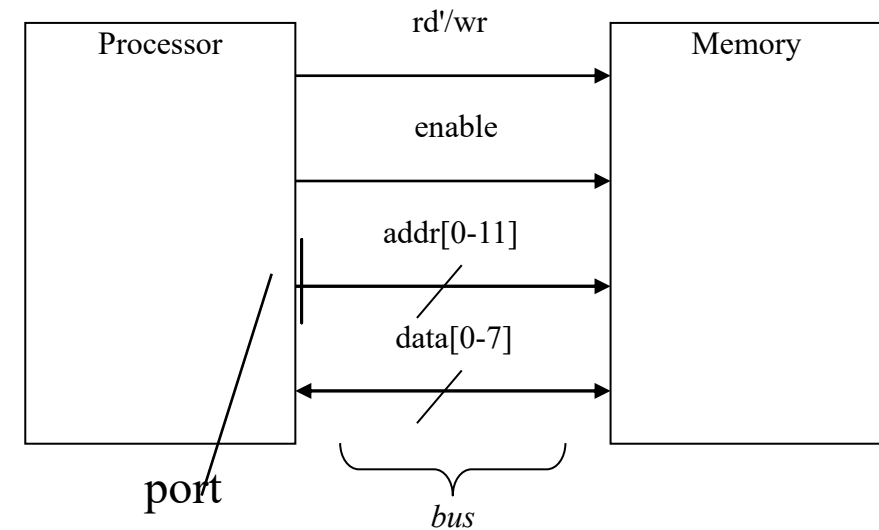 rd'/wr
Processor
Memory
enable
addr[0-11]
data[0-7]
port
bus